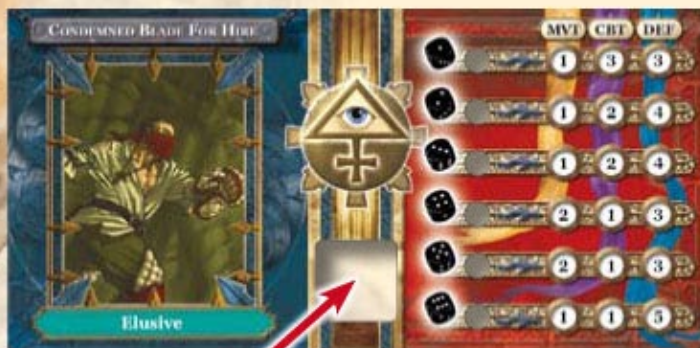 CONDEMNED BLADE FOR HIRE
MVT CBT DEF
1 3 3
1 2 4
1 2 4
2 1 3
2 1 3
1 1 5
Elusive